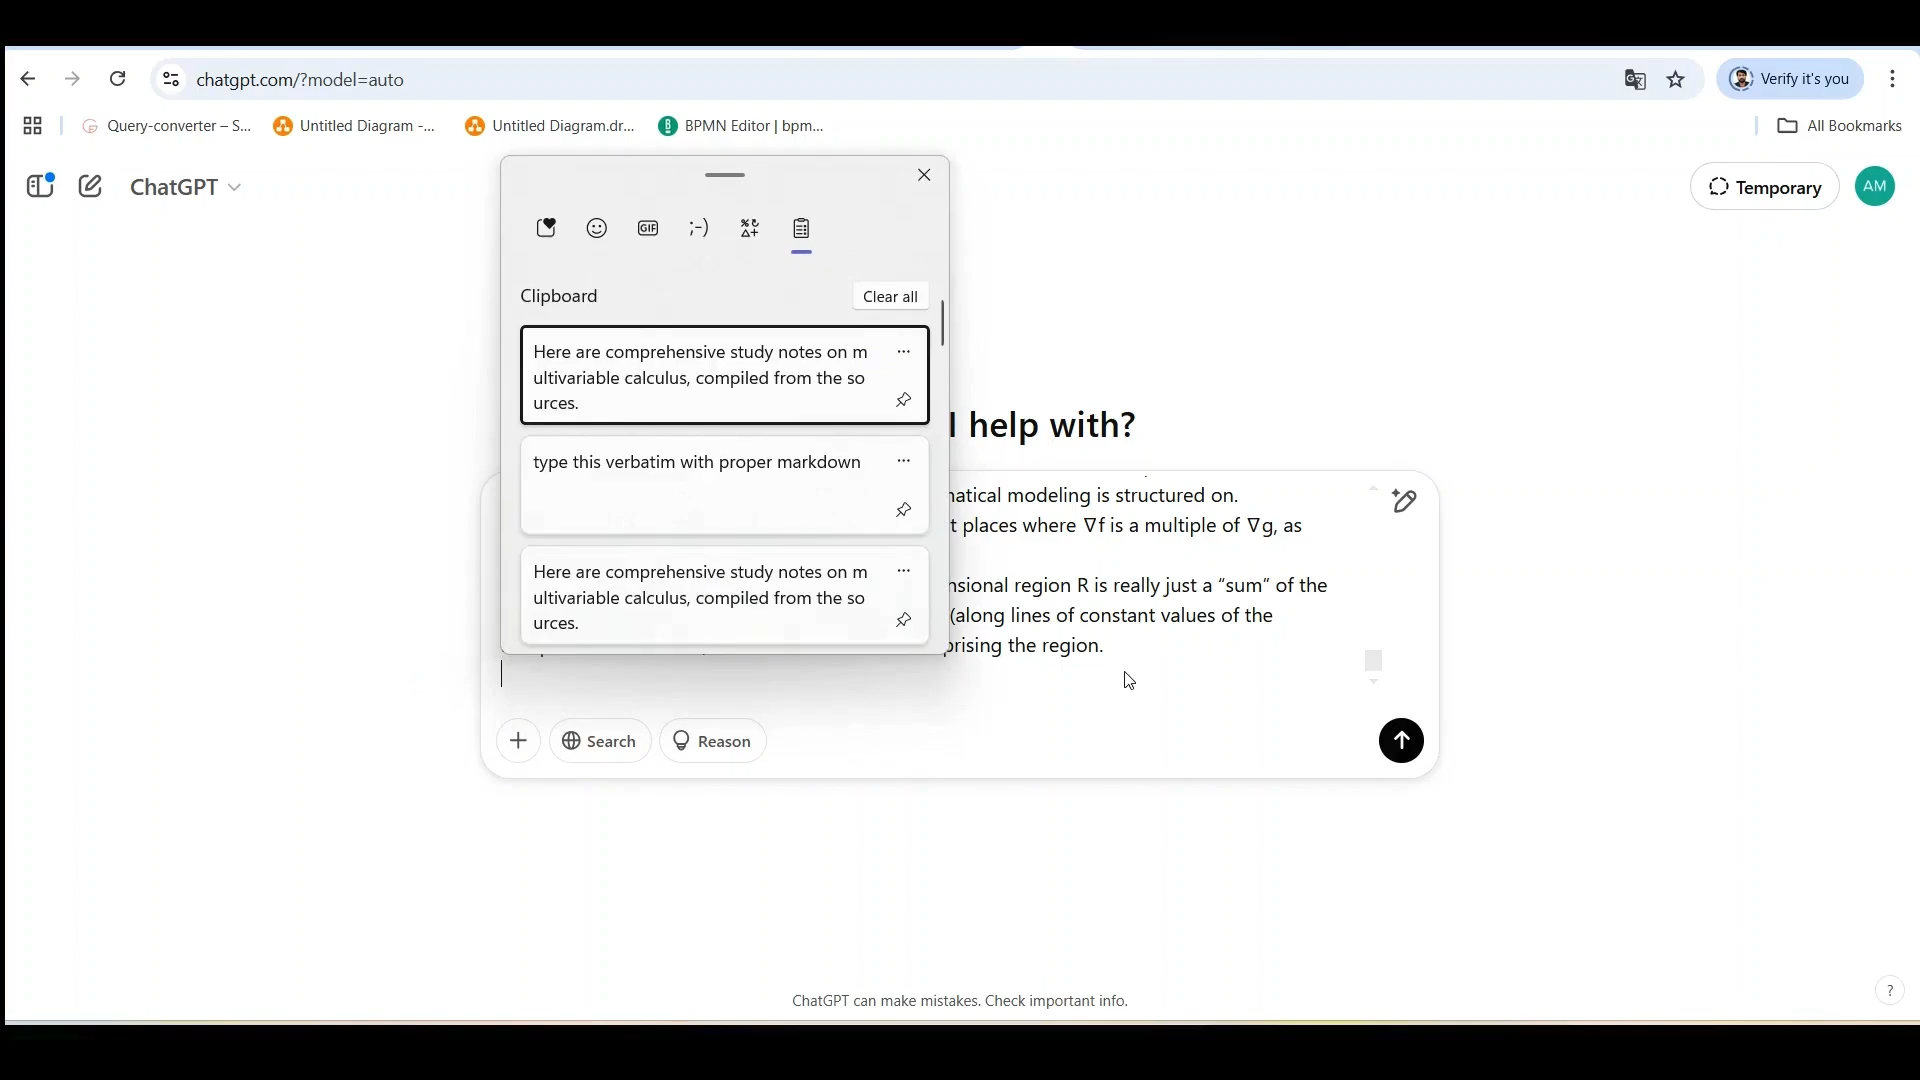 chatgpt.com/?model=auto
Verify it's you
Query-converter – S...
Untitled Diagram -...
Untitled Diagram.dr...
BPMN Editor | bpm...
All Bookmarks
ChatGPT
Temporary
AM
GIF
;-)
Clipboard
Clear all
Here are comprehensive study notes on m
ultivariable calculus, compiled from the so
urces.
type this verbatim with proper markdown
Here are comprehensive study notes on m
ultivariable calculus, compiled from the so
urces.
I help with?
modeling is structured on.
places where ∇f is a multiple of ∇g, as
region R is really just a “sum” of the
(along lines of constant values of the
the region.
Search
Reason
ChatGPT can make mistakes. Check important info.
?